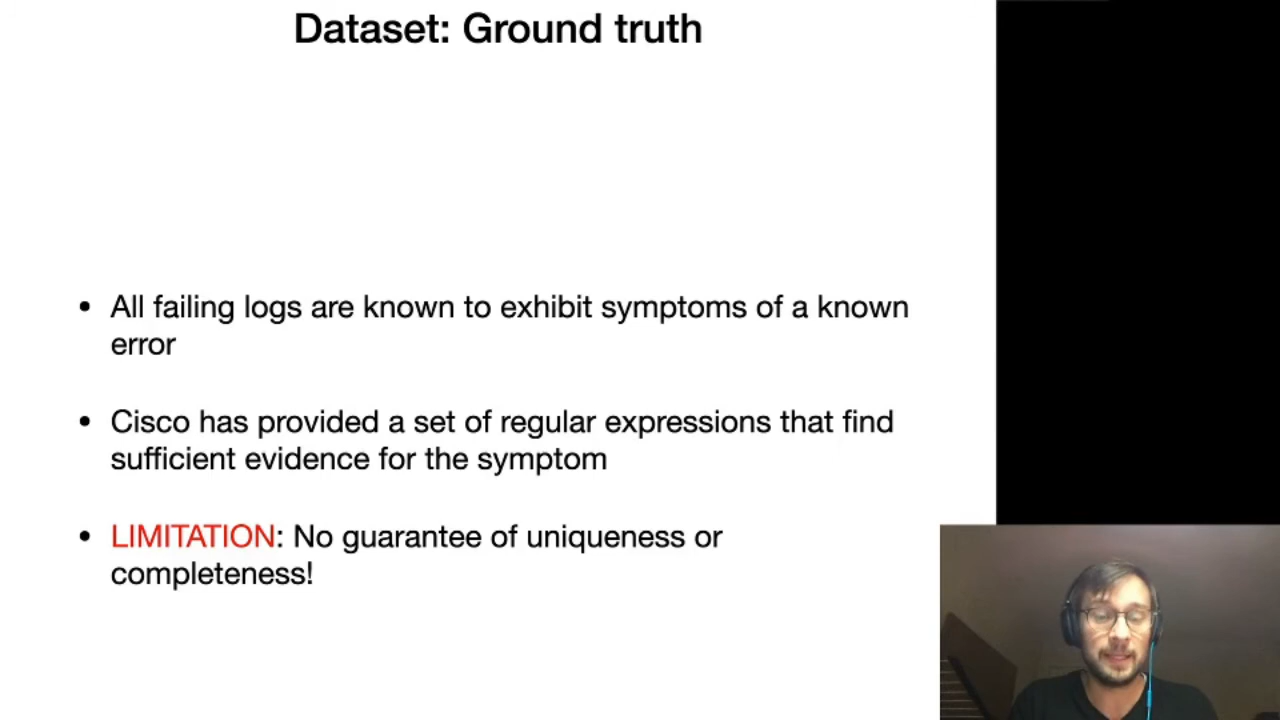 Dataset: Ground truth
• All failing logs are known to exhibit symptoms of a known
error
• Cisco has provided a set of regular expressions that find
sufficient evidence for the symptom
• LIMITATION: No guarantee of uniqueness or
completeness!